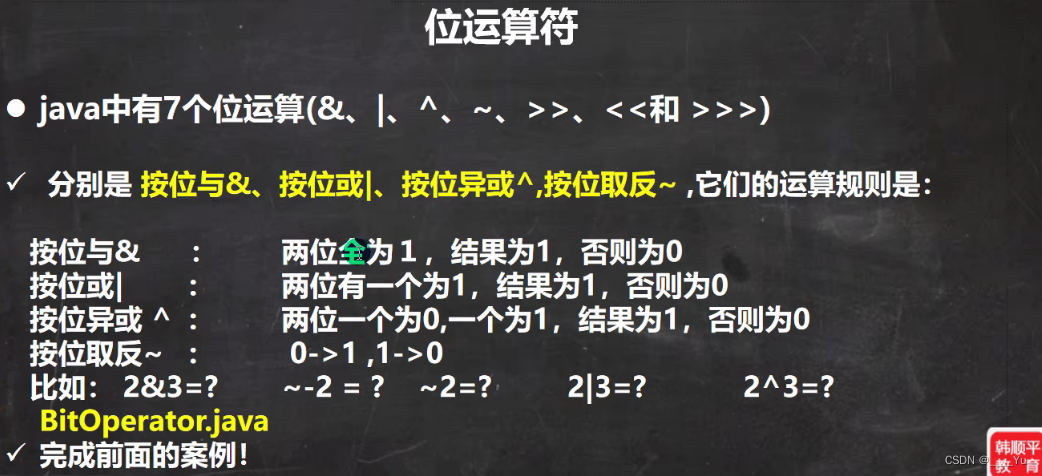 位运算符
● java中有7个位运算(&、|、^、~、>>、<<和 >>>)
✓ 分别是 按位与&、按位或|、按位异或^,按位取反~ ,它们的运算规则是：
按位与& ： 两位全为１，结果为1，否则为0
按位或| ： 两位有一个为1，结果为1，否则为0
按位异或 ^ ： 两位一个为0,一个为1，结果为1，否则为0
按位取反~ ： 0->1 ,1->0
比如： 2&3=? ~-2 = ? ~2=? 2|3=? 2^3=?
BitOperator.java
✓ 完成前面的案例！
韩顺平
教育
CSDN @